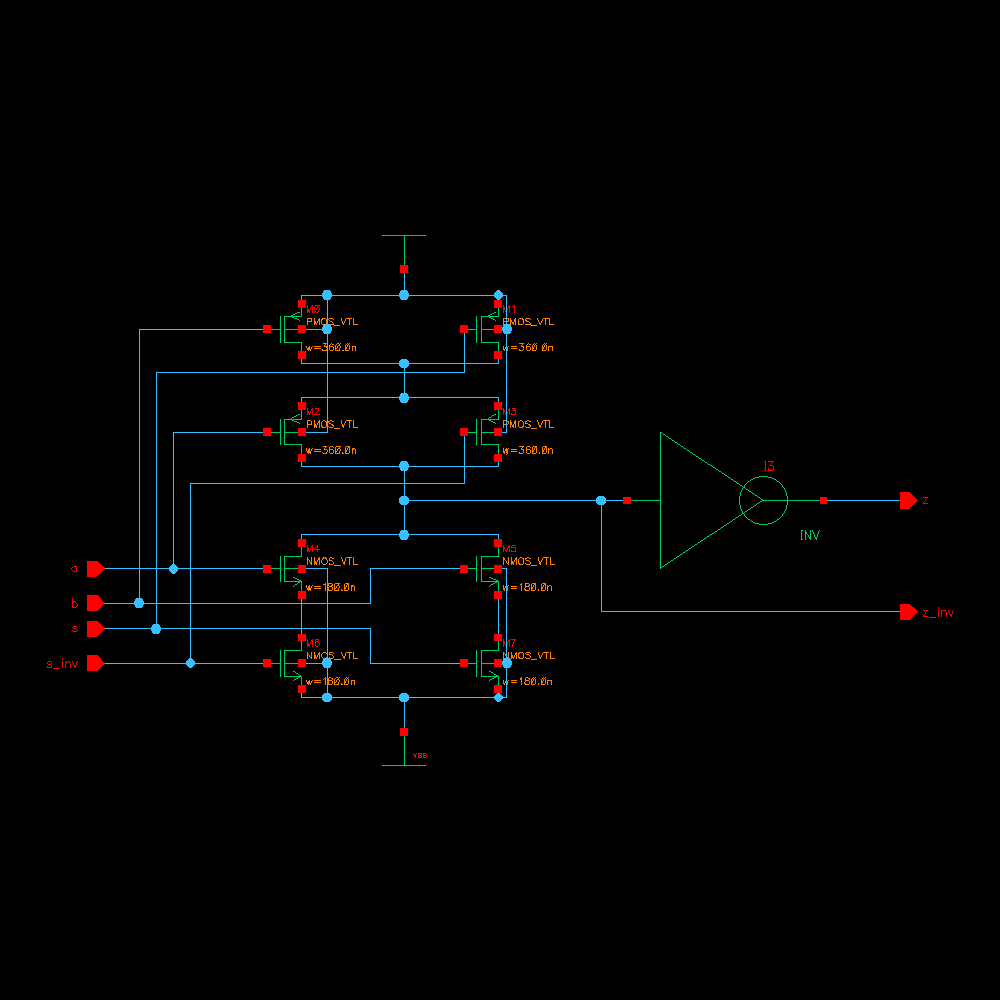 M0
PMOS_VTL
w=360.0n
M1
PMOS_VTL
w=360.0n
M2
PMOS_VTL
w=360.0n
M3
PMOS_VTL
w=360.0n
I3
INV
z
z_inv
M4
NMOS_VTL
w=180.0n
M5
NMOS_VTL
w=180.0n
a
b
s
s_inv
M6
NMOS_VTL
w=180.0n
M7
NMOS_VTL
w=180.0n
vss